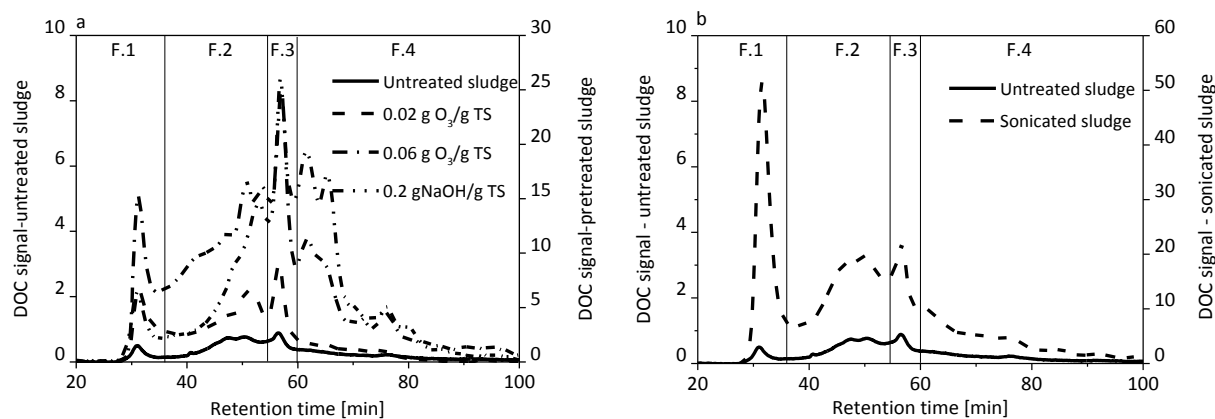 a
F.1 F.2 F.3 F.4
Untreated sludge
0.02 g O₃/g TS
0.06 g O₃/g TS
0.2 gNaOH/g TS
DOC signal-untreated sludge
0 2 4 6 8 10
DOC signal-pretreated sludge
0 5 10 15 20 25 30
20 40 60 80 100
Retention time [min]
b
F.1 F.2 F.3 F.4
Untreated sludge
Sonicated sludge
DOC signal - untreated sludge
0 2 4 6 8 10
DOC signal - sonicated sludge
0 10 20 30 40 50 60
20 40 60 80 100
Retention time [min]